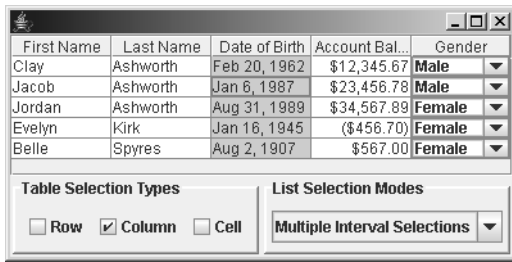 First Name Last Name Date of Birth Account Bal... Gender
Clay Ashworth Feb 20, 1962 $12,345.67 Male
Jacob Ashworth Jan 6, 1987 $23,456.78 Male
Jordan Ashworth Aug 31, 1989 $34,567.89 Female
Evelyn Kirk Jan 16, 1945 ($456.70) Female
Belle Spyres Aug 2, 1907 $567.00 Female
Table Selection Types List Selection Modes
Row Column Cell Multiple Interval Selections